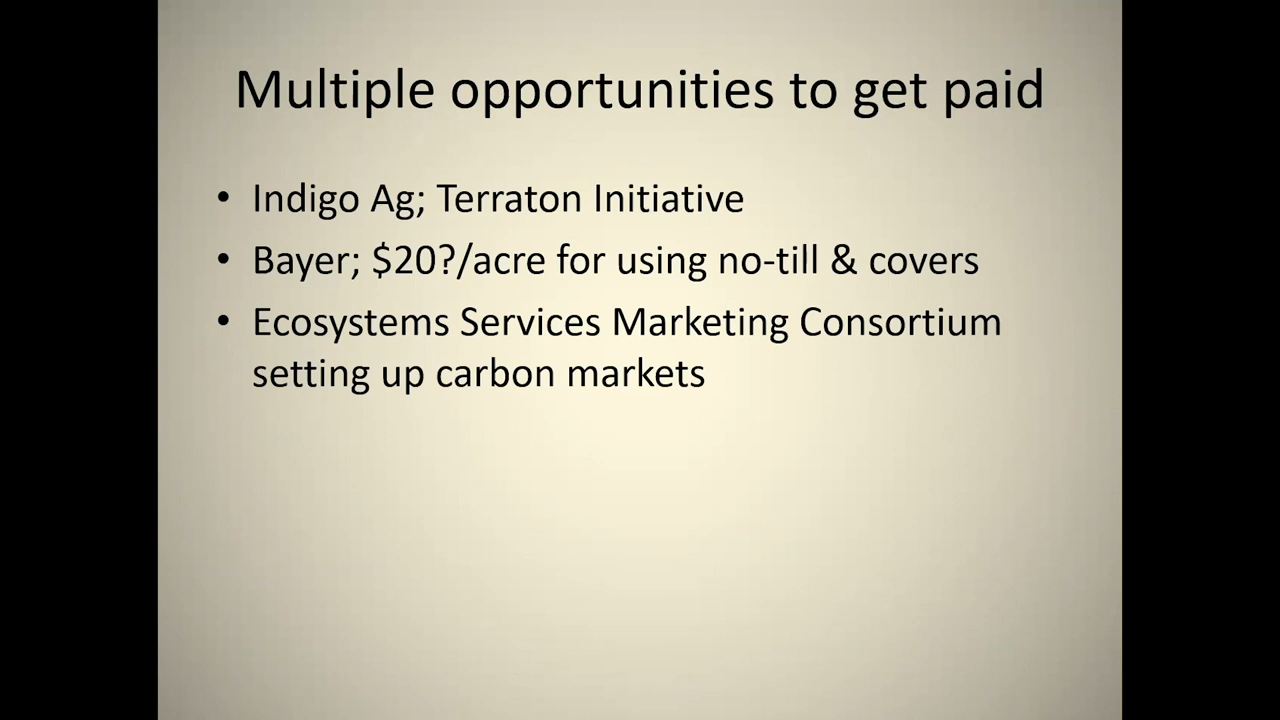 Multiple opportunities to get paid
• Indigo Ag; Terraton Initiative
• Bayer; $20?/acre for using no-till & covers
• Ecosystems Services Marketing Consortium
setting up carbon markets